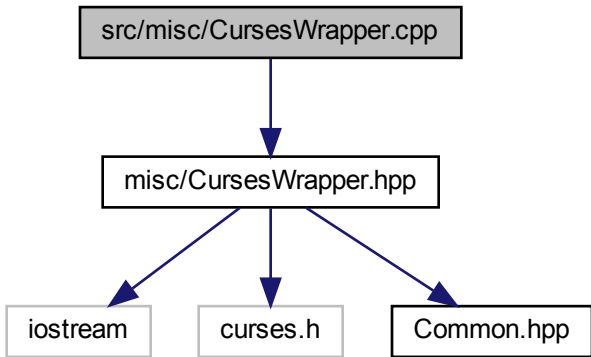 src/misc/CursesWrapper.cpp
misc/CursesWrapper.hpp
iostream
curses.h
Common.hpp